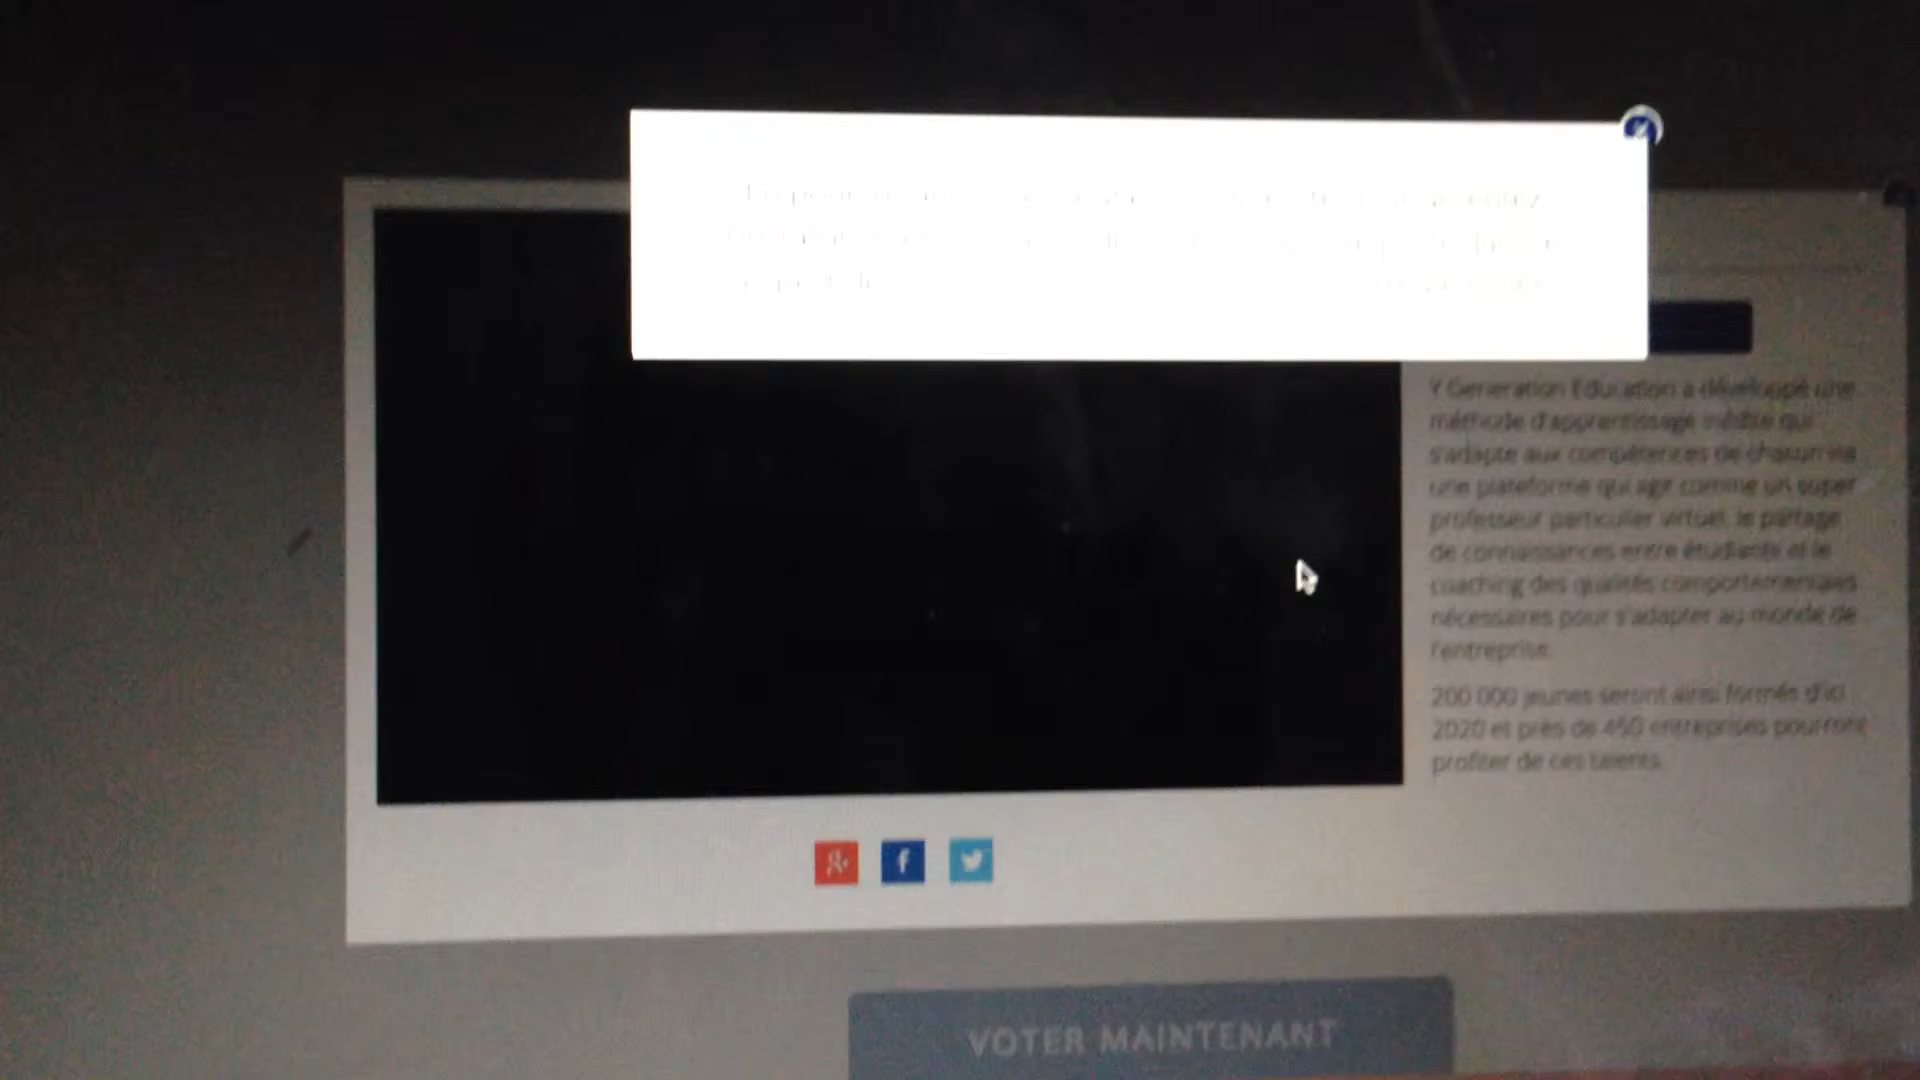 Y Generation Education a développé une
méthode d'apprentissage inédite qui
s'adapte aux compétences de chacun via
une plateforme qui agit comme un super
professeur particulier virtuel, le partage
de connaissances entre étudiants et le
coaching des qualités comportementales
nécessaires pour s'adapter au monde de
l'entreprise.
200 000 jeunes seront ainsi formés d'ici
2020 et près de 450 entreprises pourront
profiter de ces talents.
f
VOTER MAINTENANT